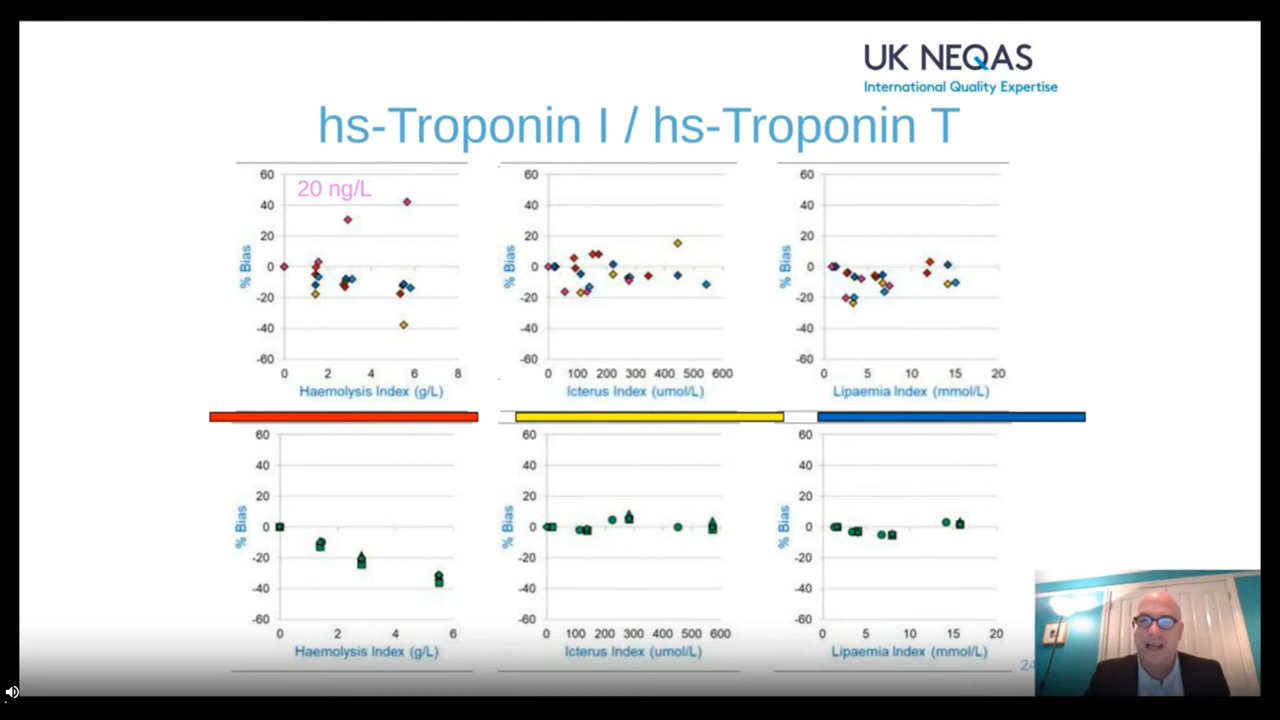 UK NEQAS
International Quality Expertise
hs-Troponin I / hs-Troponin T
60
40
20
0
-20
-40
-60
% Bias
20 ng/L
0 2 4 6 8
Haemolysis Index (g/L)
60
40
20
0
-20
-40
-60
% Bias
0 100 200 300 400 500 600
Icterus Index (umol/L)
60
40
20
0
-20
-40
-60
% Bias
0 5 10 15 20
Lipaemia Index (mmol/L)
60
40
20
0
-20
-40
-60
% Bias
0 2 4 6
Haemolysis Index (g/L)
60
40
20
0
-20
-40
-60
% Bias
0 100 200 300 400 500 600
Icterus Index (umol/L)
60
40
20
0
-20
-40
-60
% Bias
0 5 10 15 20
Lipaemia Index (mmol/L)
24